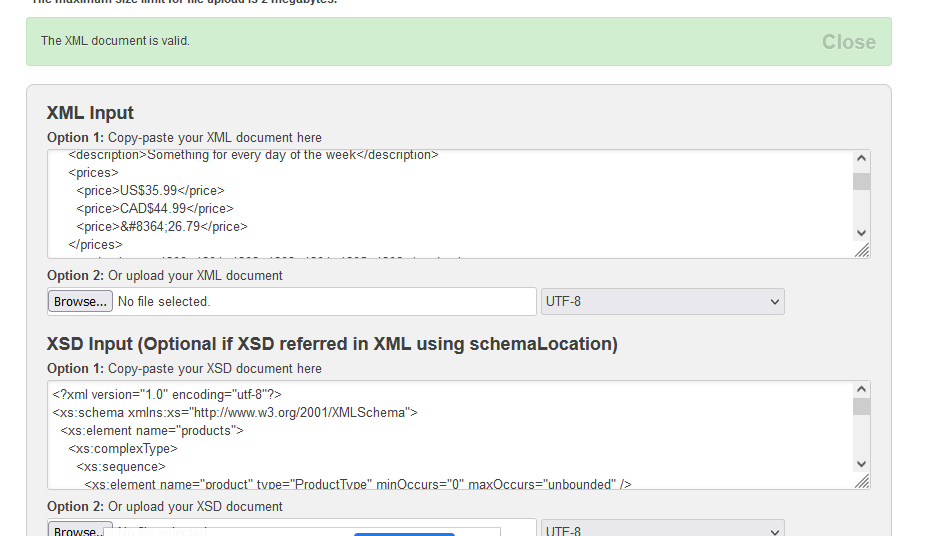 The maximum size limit for file upload is 2 megabytes.
The XML document is valid.
Close
XML Input
Option 1: Copy-paste your XML document here
<description>Something for every day of the week</description>
<prices>
<price>US$35.99</price>
<price>CAD$44.99</price>
<price>&#8364;26.79</price>
</prices>
Option 2: Or upload your XML document
Browse... No file selected. UTF-8
XSD Input (Optional if XSD referred in XML using schemaLocation)
Option 1: Copy-paste your XSD document here
<?xml version="1.0" encoding="utf-8"?>
<xs:schema xmlns:xs="http://www.w3.org/2001/XMLSchema">
<xs:element name="products">
<xs:complexType>
<xs:sequence>
<xs:element name="product" type="ProductType" minOccurs="0" maxOccurs="unbounded" />
Option 2: Or upload your XSD document
Browse... UTF-8